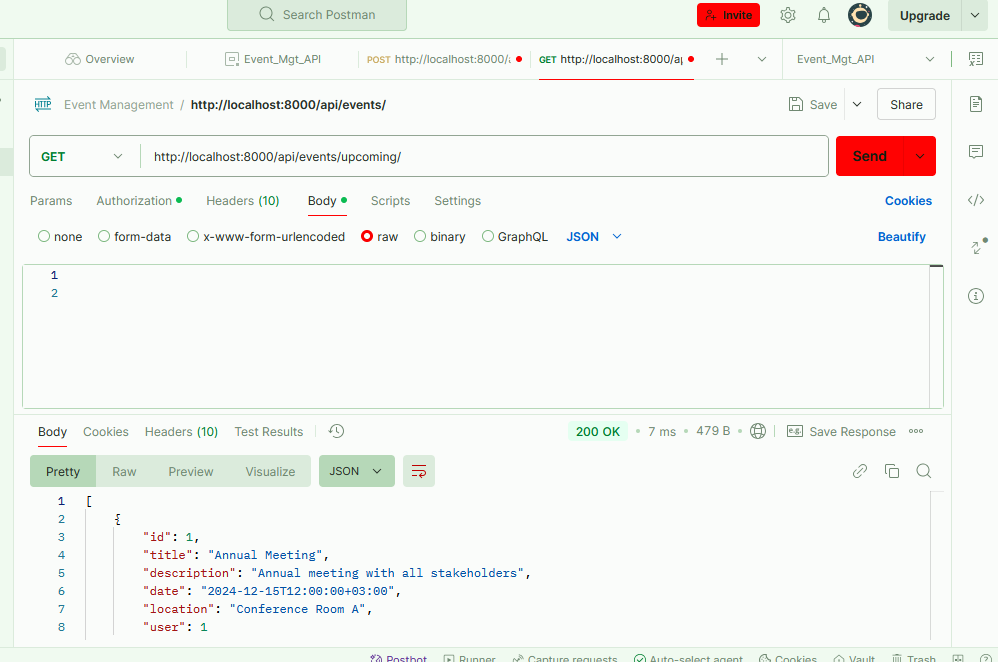 Search Postman
Invite
Upgrade
Overview
Event_Mgt_API
POST http://localhost:8000/
GET http://localhost:8000/a
Event_Mgt_API
HTTP Event Management / http://localhost:8000/api/events/
Save
Share
GET http://localhost:8000/api/events/upcoming/
Send
Params Authorization Headers (10) Body Scripts Settings Cookies
none form-data x-www-form-urlencoded raw binary GraphQL JSON Beautify
1
2
Body Cookies Headers (10) Test Results 200 OK • 7 ms • 479 B • e.g. Save Response
Pretty Raw Preview Visualize JSON
1 [
2 {
3 "id": 1,
4 "title": "Annual Meeting",
5 "description": "Annual meeting with all stakeholders",
6 "date": "2024-12-15T12:00:00+03:00",
7 "location": "Conference Room A",
8 "user": 1
Postbot Runner Capture requests Auto-select agent Cookies Vault Trash